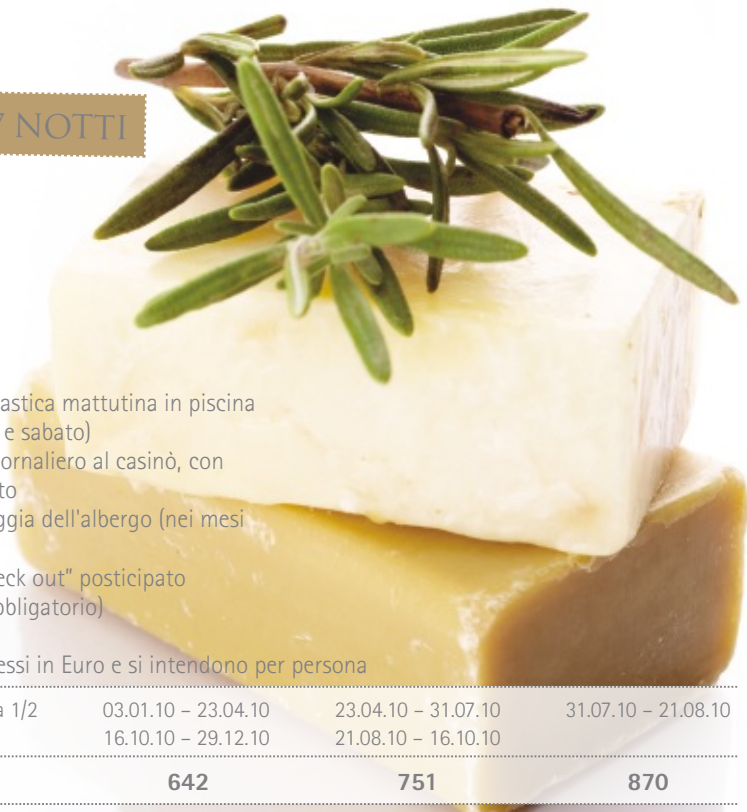 7 NOTTI
astica mattutina in piscina
e sabato)
ornaliero al casinò, con
to
ggia dell'albergo (nei mesi
eck out" posticipato
obbligatorio)
essi in Euro e si intendono per persona
a 1/2 03.01.10 – 23.04.10 23.04.10 – 31.07.10 31.07.10 – 21.08.10
16.10.10 – 29.12.10 21.08.10 – 16.10.10
642 751 870